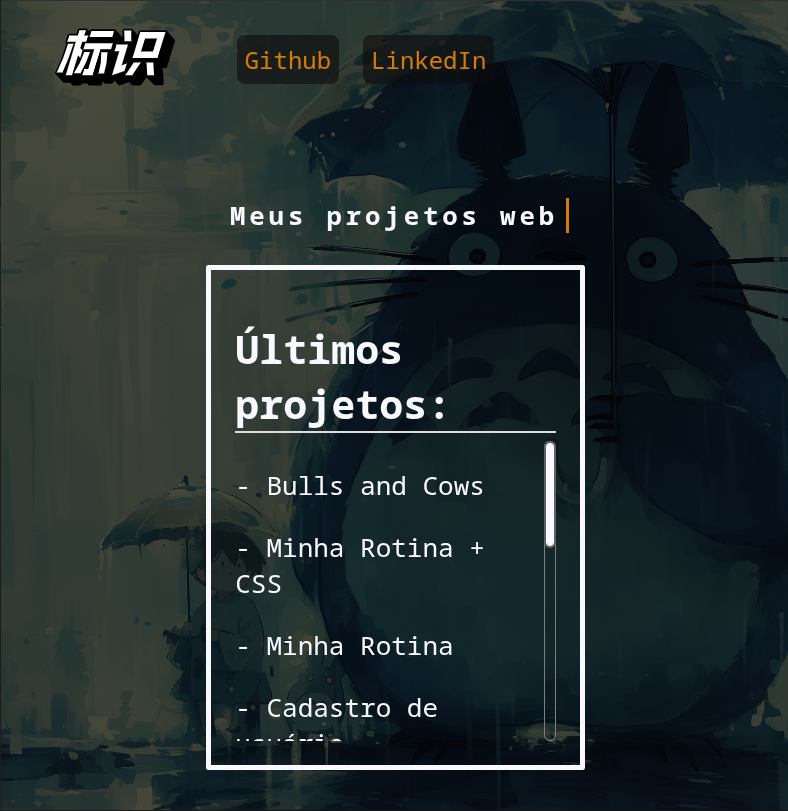 标识
Github LinkedIn
Meus projetos web
Últimos
projetos:
- Bulls and Cows
- Minha Rotina +
CSS
- Minha Rotina
- Cadastro de
usuário